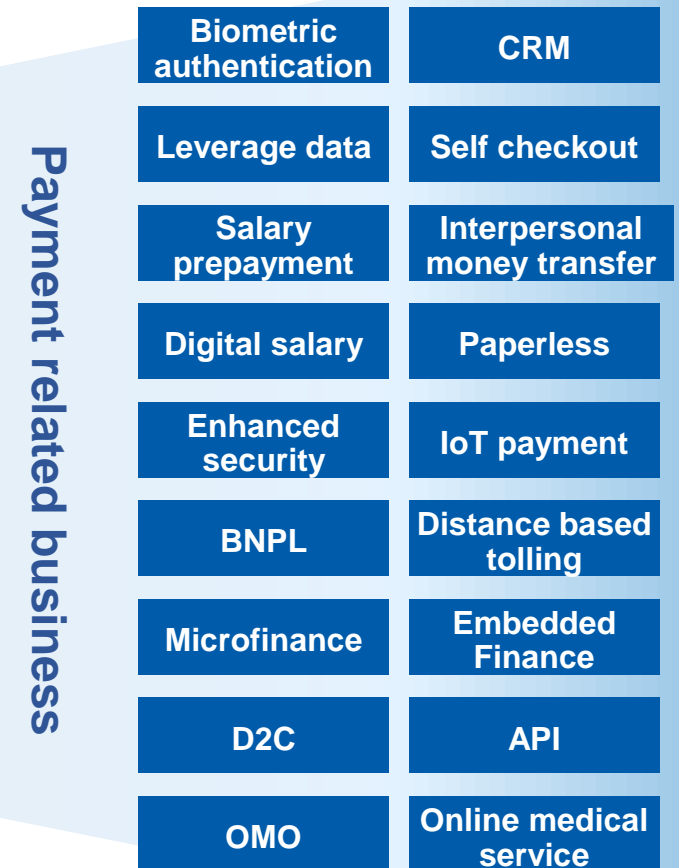 Payment related business
Biometric
authentication
CRM
Leverage data
Self checkout
Salary
prepayment
Interpersonal
money transfer
Digital salary
Paperless
Enhanced
security
IoT payment
BNPL
Distance based
tolling
Microfinance
Embedded
Finance
D2C
API
OMO
Online medical
service